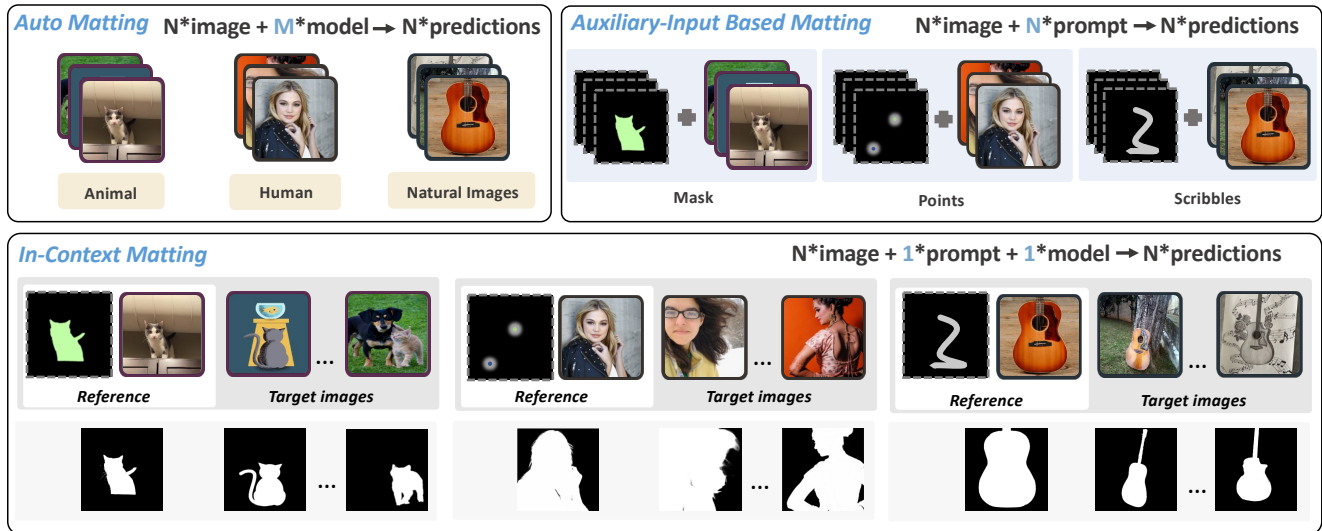 Auto Matting
N*image + M*model → N*predictions
Animal
Human
Natural Images
Auxiliary-Input Based Matting
N*image + N*prompt → N*predictions
Mask
Points
Scribbles
In-Context Matting
N*image + 1*prompt + 1*model → N*predictions
...
Reference
Target images
...
...
Reference
Target images
...
...
Reference
Target images
...